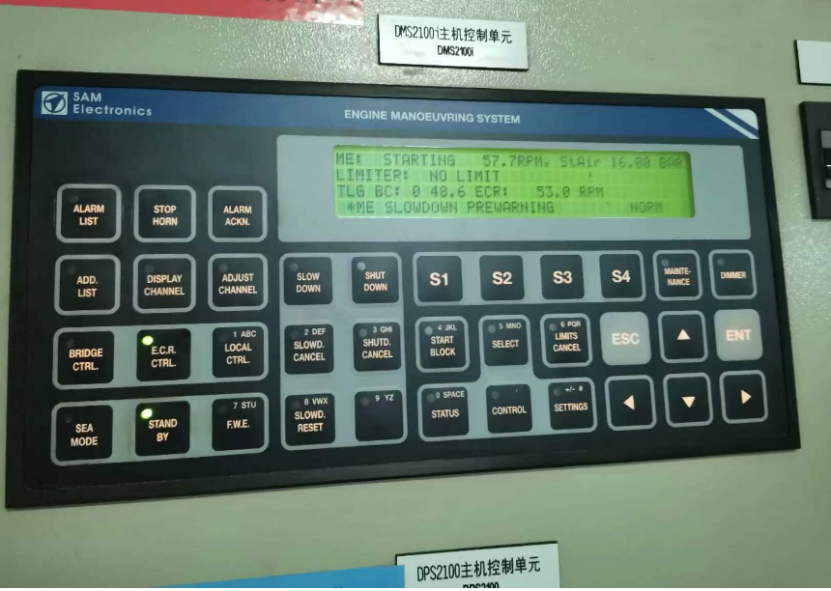 DMS2100i主机控制单元
DMS2100i
SAM
Electronics
ENGINE MANOEUVRING SYSTEM
ME: STARTING 57.7RPM, StAir 16.00 BAR
LIMITER: NO LIMIT
TLG BC: 0 48.6 ECR: 53.0 RPM
*ME SLOWDOWN PREWARNING NORM
ALARM LIST
STOP HORN
ALARM ACKN.
ADD. LIST
DISPLAY CHANNEL
ADJUST CHANNEL
SLOW DOWN
SHUT DOWN
S1
S2
S3
S4
MAINTE-
NANCE
DIMMER
BRIDGE CTRL.
E.C.R. CTRL.
1 ABC
LOCAL CTRL.
2 DEF
SLOWD. CANCEL
3 GHI
SHUTD. CANCEL
4 JKL
START BLOCK
5 MNO
SELECT
6 PQR
LIMITS CANCEL
ESC
ENT
SEA MODE
STAND BY
7 STU
F.W.E.
8 VWX
SLOWD. RESET
9 YZ
0 SPACE
STATUS
CONTROL
+/- #
SETTINGS
DPS2100主机控制单元
DPS2100